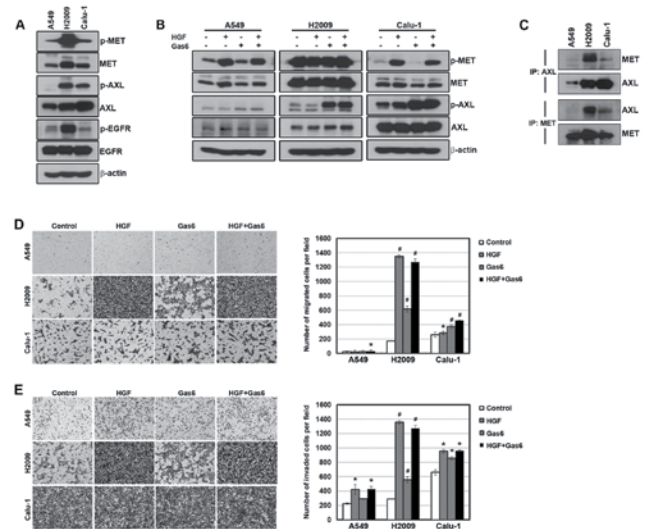 A
A549
H2009
Calu-1
p-MET
MET
p-AXL
AXL
p-EGFR
EGFR
β-actin
B
A549 H2009 Calu-1
HGF - + - + - + - + - + - +
Gas6 - - + + - - + + - - + +
p-MET
MET
p-AXL
AXL
β-actin
C
A549
H2009
Calu-1
IP: AXL
MET
AXL
IP: MET
AXL
MET
D
Control HGF Gas6 HGF+Gas6
A549
H2009
Calu-1
Number of migrated cells per field
1600
1400
1200
1000
800
600
400
200
0
* # # # * # #
A549 H2009 Calu-1
Control
HGF
Gas6
HGF+Gas6
E
Control HGF Gas6 HGF+Gas6
A549
H2009
Calu-1
Number of invaded cells per field
1600
1400
1200
1000
800
600
400
200
0
* * # # # * * *
A549 H2009 Calu-1
Control
HGF
Gas6
HGF+Gas6